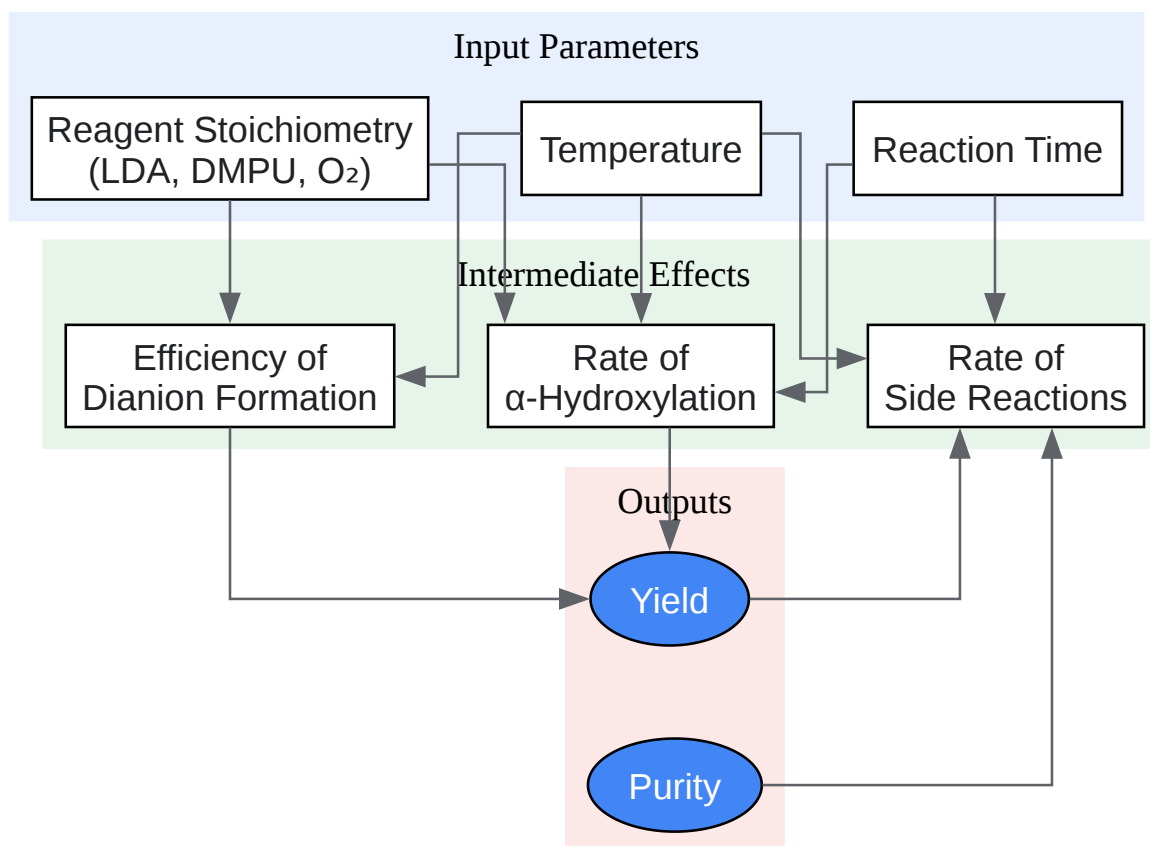 Input Parameters
Reagent Stoichiometry
(LDA, DMPU, O₂)
Temperature
Reaction Time
Intermediate Effects
Efficiency of
Dianion Formation
Rate of
α-Hydroxylation
Rate of
Side Reactions
Outputs
Yield
Purity